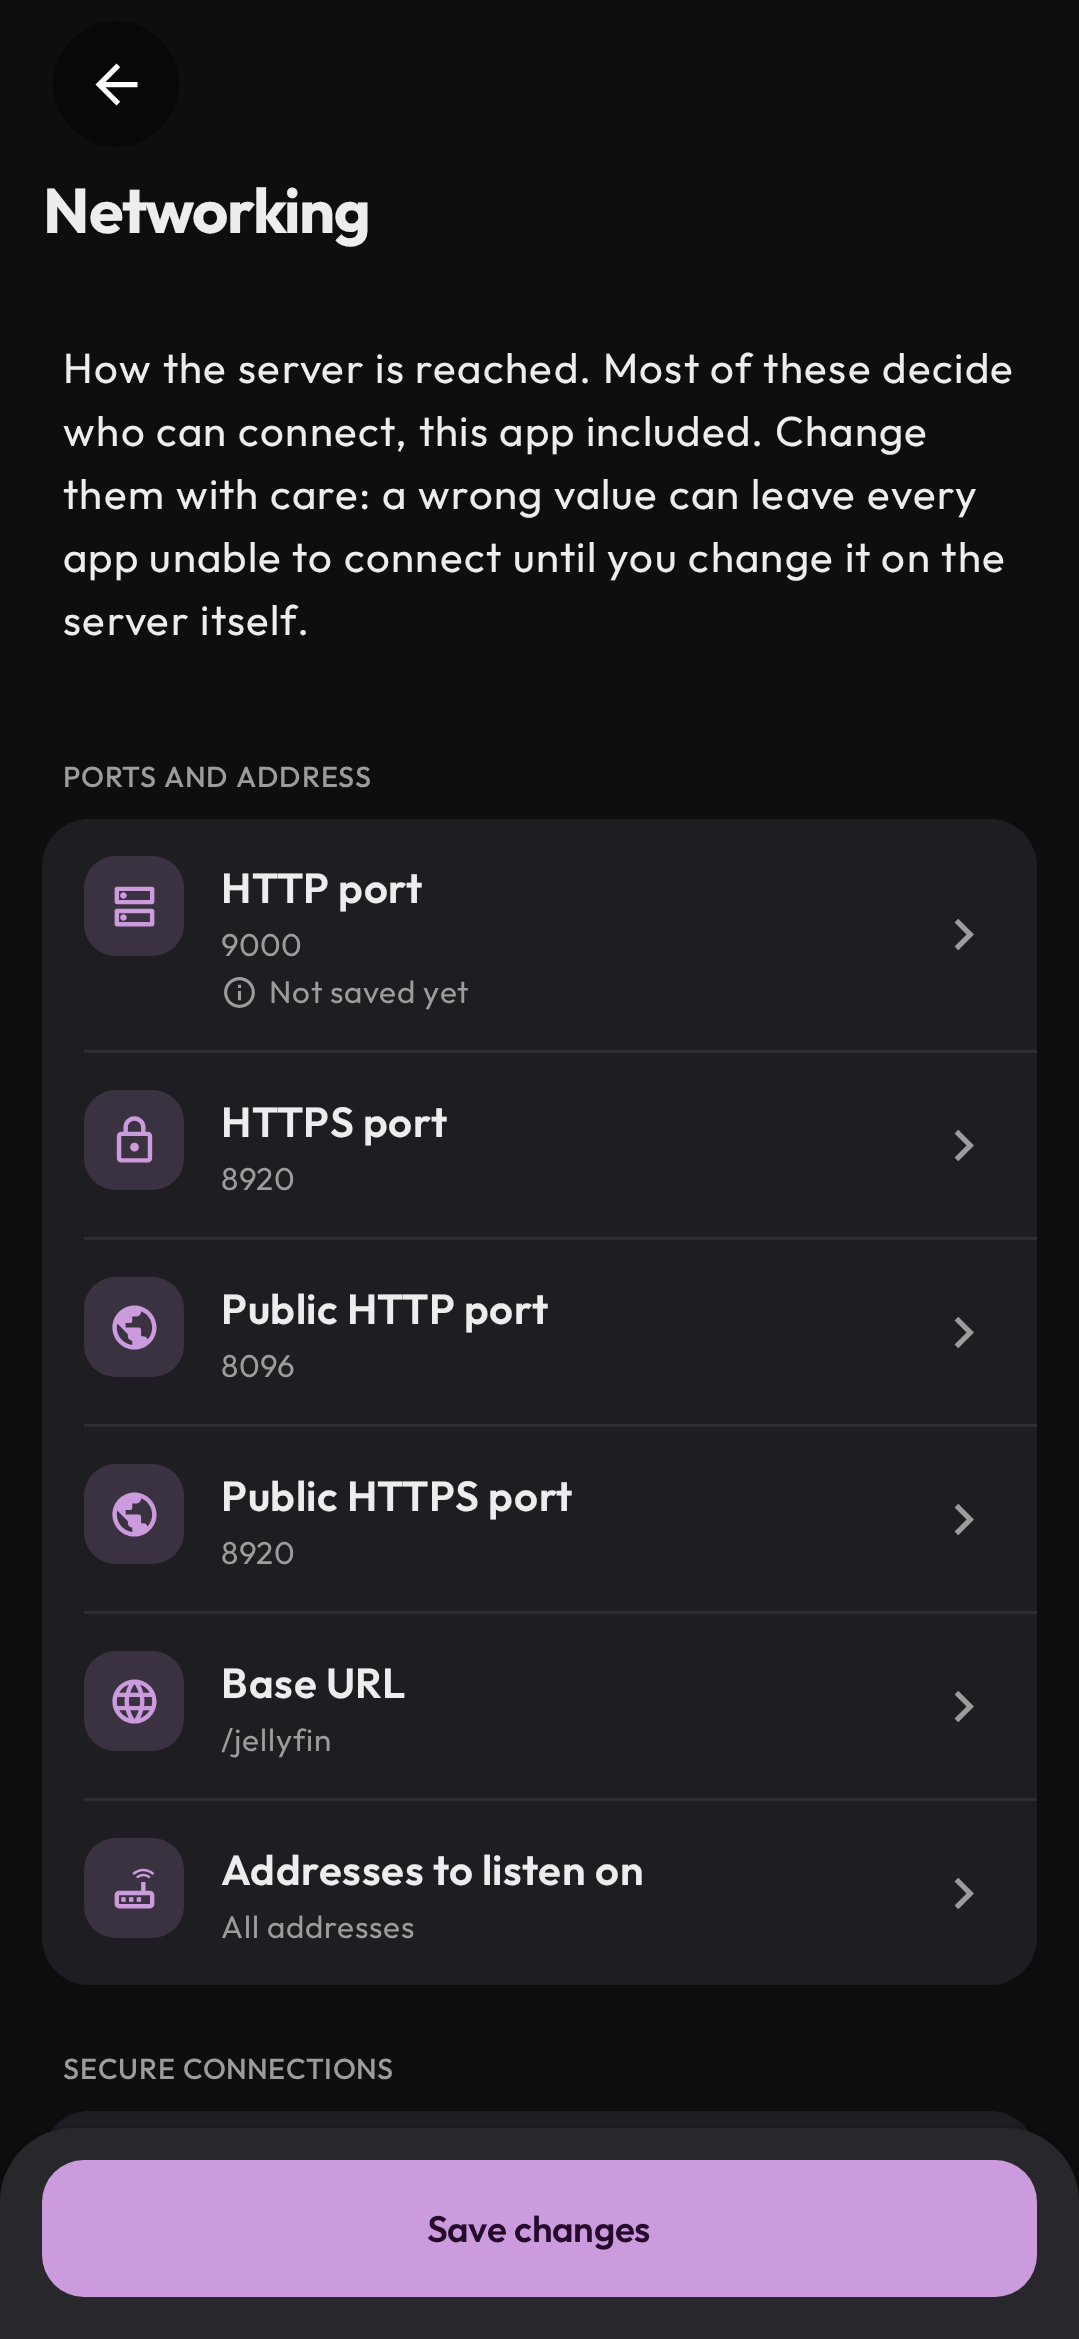 Networking
How the server is reached. Most of these decide
who can connect, this app included. Change
them with care: a wrong value can leave every
app unable to connect until you change it on the
server itself.
PORTS AND ADDRESS
HTTP port
9000
Not saved yet
HTTPS port
8920
Public HTTP port
8096
Public HTTPS port
8920
Base URL
/jellyfin
Addresses to listen on
All addresses
SECURE CONNECTIONS
Save changes